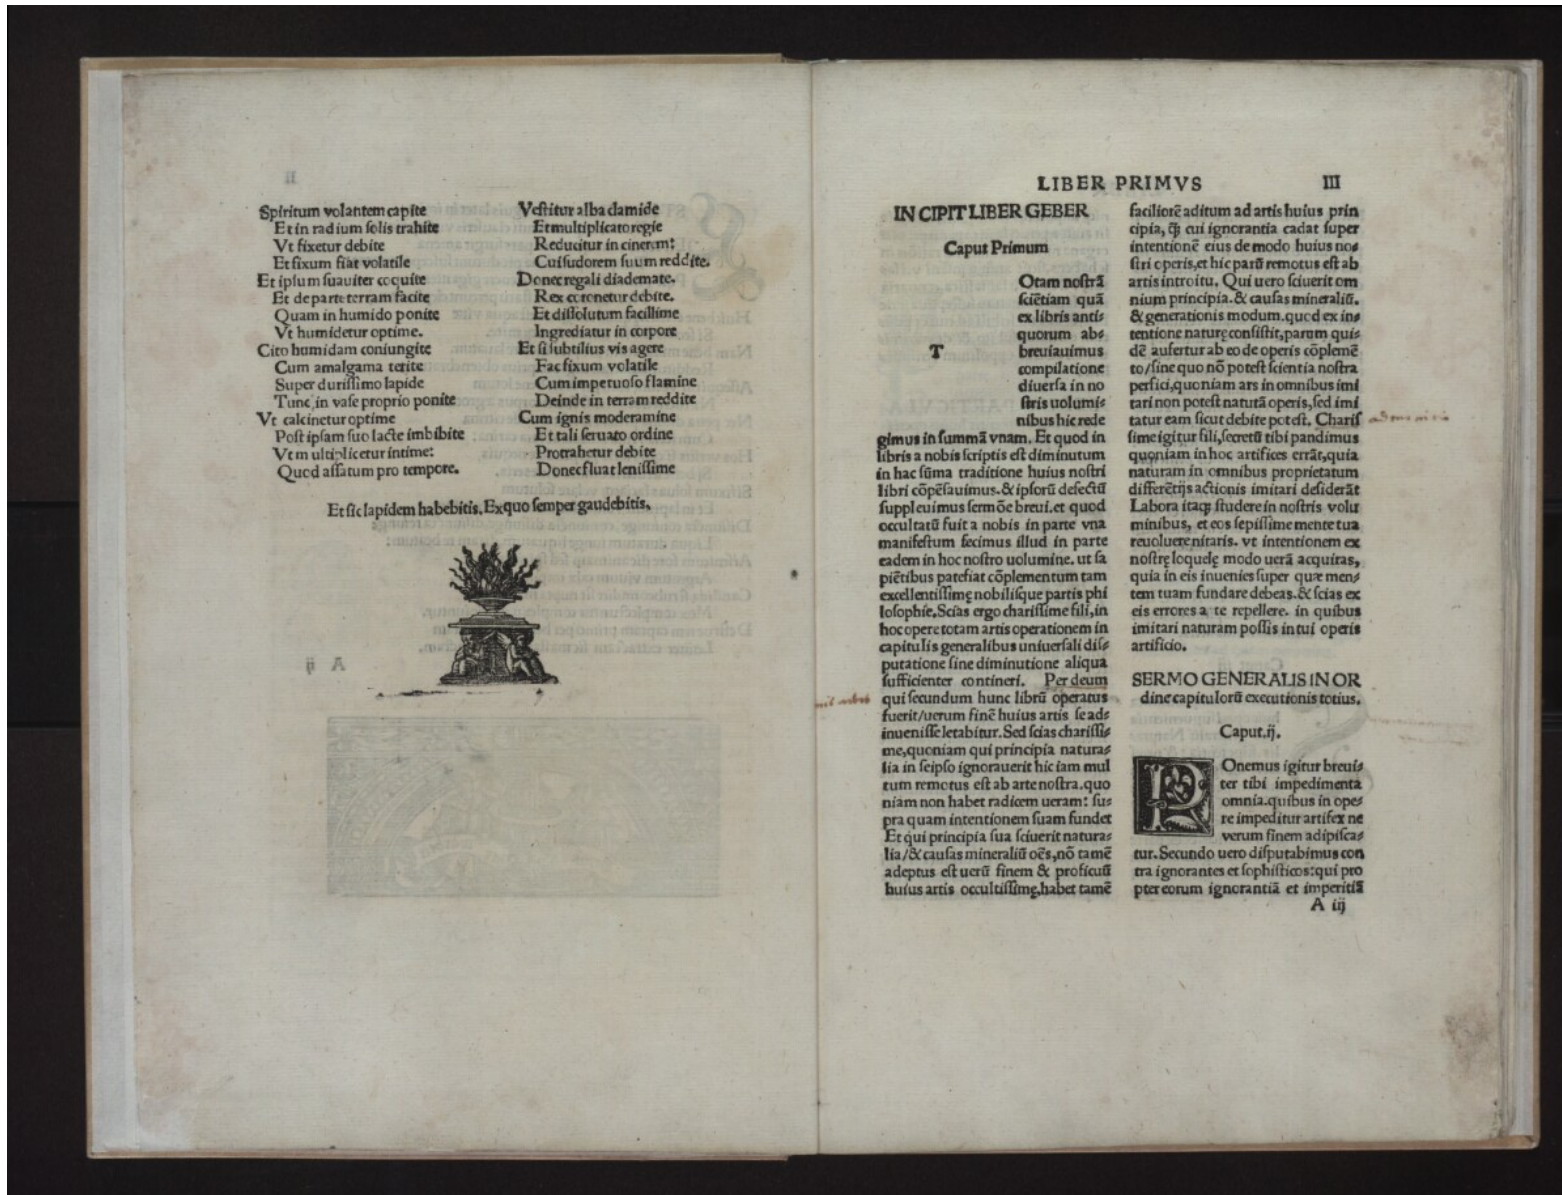 Spiritum volantem capite
Et in radium solis trahite
Vt fixetur debite
Et fixum fiat volatile
Et ipsum suauiter coquite
Et de parte terram facite
Quam in humido ponite
Vt humidetur optime.
Cito humidam coniungite
Cum amalgama terite
Super durissimo lapide
Tunc in vase proprio ponite
Vt calcinetur optime
Post ipsam suo lacte imbibite
Vt multiplicetur intime:
Quod assatum pro tempore.
Vestitur alba clamide
Et multiplicato regie
Reducitur in cinerem:
Cui sudorem suum reddite.
Donec regali diademate.
Rex coronetur debite.
Et dissolutum facillime
Ingrediatur in corpore
Et si subtilius vis agere
Fac fixum volatile
Cum impetuoso flamine
Deinde in terram reddite
Cum ignis moderamine
Et tali seruato ordine
Protrahetur debite
Donec fluat lenissime
Et sic lapidem habebitis. Ex quo semper gaudebitis.
LIBER PRIMVS III
IN CIPIT LIBER GEBER
Caput Primum
TOtam nostrã
sciẽtiam quã
ex libris anti-
quorum ab-
breuiauimus
compilatione
diuersa in no
stris uolumi-
nibus hic rede
gimus in summã vnam. Et quod in
libris a nobis scriptis est diminutum
in hac sũma traditione huius nostri
libri cõpẽsauimus. & ipsorũ defectũ
suppleuimus sermõe breui. et quod
occultatũ fuit a nobis in parte vna
manifestum fecimus illud in parte
eadem in hoc nostro uolumine. ut sa
piẽtibus patefiat cõplementum tam
excellentissimę nobilisque partis phi
losophie. Scias ergo charissime fili, in
hoc opere totam artis operationem in
capitulis generalibus uniuersali dis-
putatione sine diminutione aliqua
sufficienter contineri. Per deum
qui secundum hunc librũ operatus
fuerit/uerum finẽ huius artis se ad-
inuenisse letabitur. Sed scias charissi-
me, quoniam qui principia natura-
lia in seipso ignorauerit hic iam mul
tum remotus est ab arte nostra. quo
niam non habet radicem ueram: su-
pra quam intentionem suam fundet
Et qui principia sua sciuerit natura-
lia/& causas mineraliũ oẽs, nõ tamẽ
adeptus est uerũ finem & proficuũ
huius artis occultissimę, habet tamẽ
faciliorẽ aditum ad artis huius prin
cipia, q̃ꝫ cui ignorantia cadat super
intentionẽ eius de modo huius no-
stri operis, et hic parũ remotus est ab
artis introitu. Qui uero sciuerit om
nium principia. & causas mineraliũ.
& generationis modum. quod ex in-
tentione naturę consistit, parum qui-
dẽ aufertur ab eo de operis cõplemẽ
to/sine quo nõ potest scientia nostra
perfici, quoniam ars in omnibus imi
tari non potest naturã operis, sed imi
tatur eam sicut debite potest. Charis
sime igitur fili, secretũ tibi pandimus
quoniam in hoc artifices errãt, quia
naturam in omnibus proprietatum
differẽtijs actionis imitari desiderãt
Labora itaqꝫ studere in nostris volu
minibus, et eos sepissime mente tua
reuoluere nitaris. vt intentionem ex
nostrę loquelę modo uerã acquiras,
quia in eis inuenies super quæ men-
tem tuam fundare debeas. & scias ex
eis errores a te repellere. in quibus
imitari naturam possis in tui operis
artificio.
SERMO GENERALIS IN OR
dine capitulorũ executionis totius.
Caput. ij.
POnemus igitur breui-
ter tibi impedimenta
omnia. quibus in ope-
re impeditur artifex ne
verum finem adipisca-
tur. Secundo uero disputabimus con
tra ignorantes et sophisticos: qui pro
pter eorum ignorantiã et imperitiã
A iij